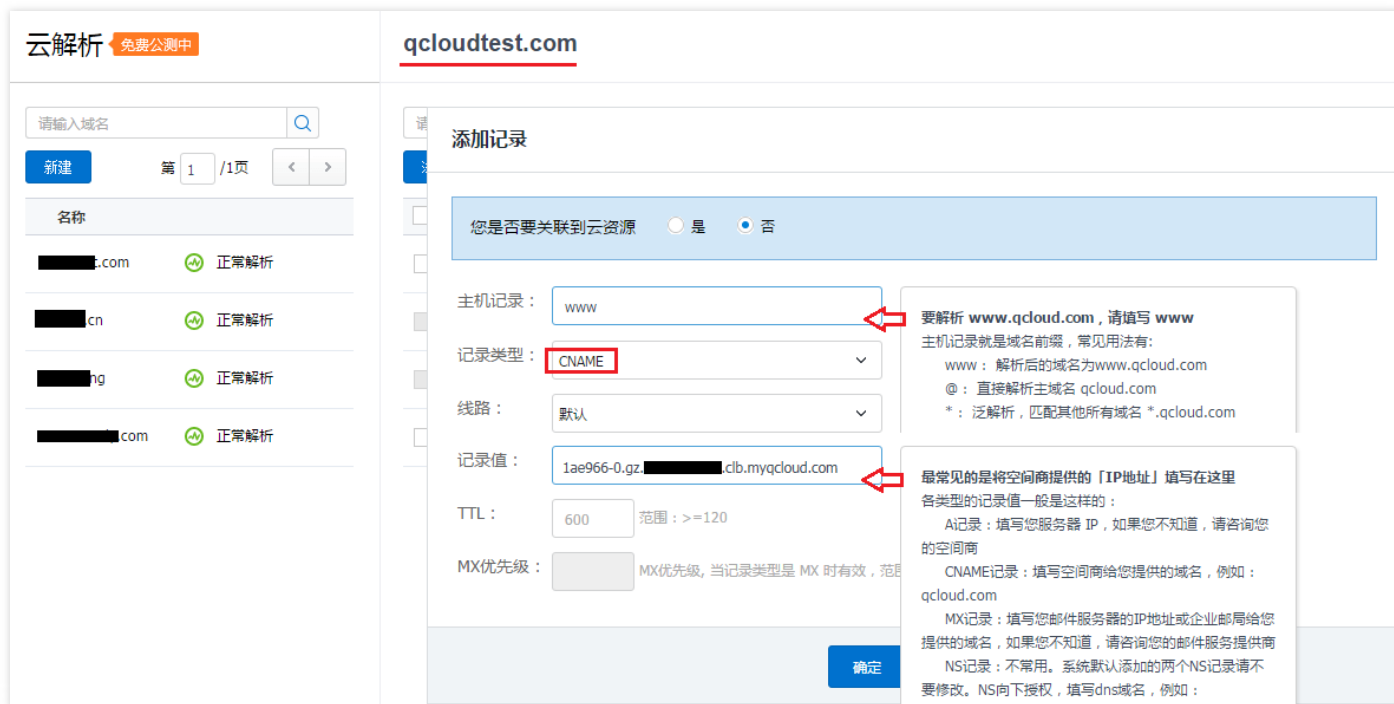 云解析 免费公测中
qcloudtest.com
请输入域名
新建 第 1 /1页 < >
名称
t.com 正常解析
.cn 正常解析
ng 正常解析
.com 正常解析
请
添加记录
您是否要关联到云资源 是 否
主机记录： www
记录类型： CNAME
线路： 默认
记录值： 1ae966-0.gz. .clb.myqcloud.com
TTL： 600 范围：>=120
MX优先级： MX优先级, 当记录类型是 MX 时有效，范
确定
要解析 www.qcloud.com，请填写 www
主机记录就是域名前缀，常见用法有:
www： 解析后的域名为www.qcloud.com
@： 直接解析主域名 qcloud.com
*： 泛解析，匹配其他所有域名 *.qcloud.com
最常见的是将空间商提供的「IP地址」填写在这里
各类型的记录值一般是这样的：
A记录：填写您服务器 IP，如果您不知道，请咨询您
的空间商
CNAME记录：填写空间商给您提供的域名，例如：
qcloud.com
MX记录：填写您邮件服务器的IP地址或企业邮局给您
提供的域名，如果您不知道，请咨询您的邮件服务提供商
NS记录：不常用。系统默认添加的两个NS记录请不
要修改。NS向下授权，填写dns域名，例如：